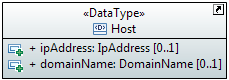 «DataType»
Host
+ ipAddress: IpAddress [0..1]
+ domainName: DomainName [0..1]